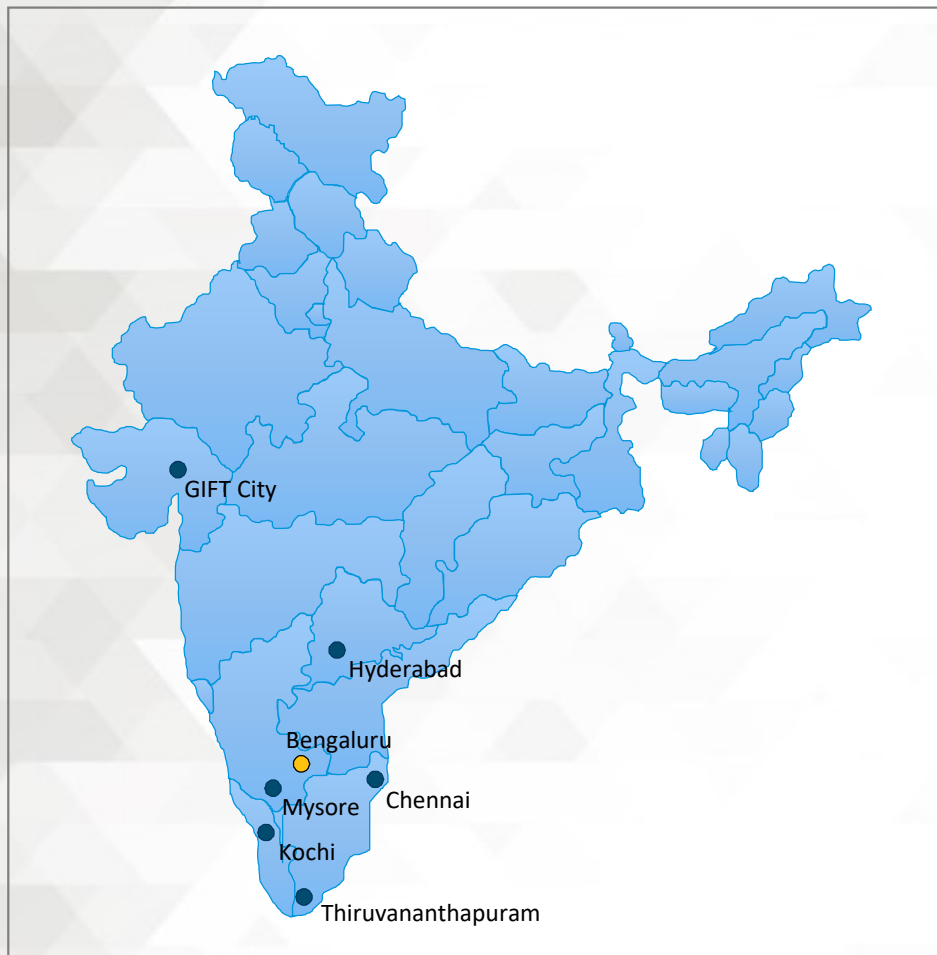 GIFT City
Hyderabad
Bengaluru
Chennai
Mysore
Kochi
Thiruvananthapuram